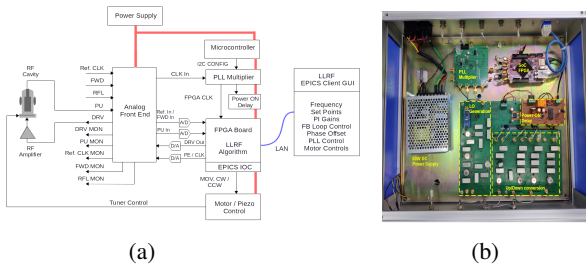 Power Supply
Microcontroller
I2C CONFIG
RF
Cavity
Ref. CLK
FWD
RFL
PU
DRV
DRV MON
PU MON
Ref. CLK MON
FWD MON
RFL MON
RF
Amplifier
Analog
Front End
CLK In
PLL Multiplier
Power ON
Delay
FPGA CLK
Ref. In /
FWD In
A/D
PU In
A/D
DRV Out
D/A
PE / CLK
D/A
FPGA Board
LLRF
Algorithm
EPICS IOC
MOV, CW /
CCW
Motor / Piezo
Control
Tuner Control
LAN
LLRF
EPICS Client GUI
Frequency
Set Points
PI Gains
FB Loop Control
Phase Offset
PLL Control
Motor Controls
PLL
Multiplier
SoC
FPGA
LO
Generation
Power-ON
Delay
DC
Power Supply
Up/Down conversion
(a)
(b)